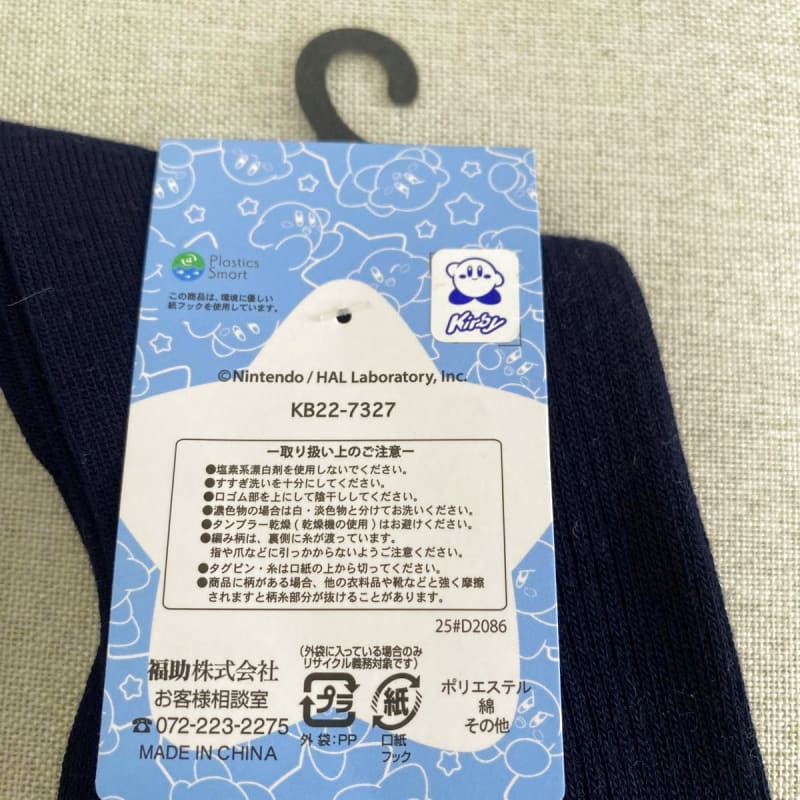 Plastics
Smart
この商品は、環境に優しい
紙フックを使用しています。
Kirby
©Nintendo / HAL Laboratory, Inc.
KB22-7327
ー取り扱い上のご注意ー
●塩素系漂白剤を使用しないでください。
●すすぎ洗いを十分にしてください。
●口ゴム部を上にして陰干ししてください。
●濃色物の場合は白・淡色物と分けてお洗いください。
●タンブラー乾燥(乾燥機の使用)はお避けください。
●編み柄は、裏側に糸が渡っています。
指や爪などに引っかからないようご注意ください。
●タグピン・糸は口紙の上から切ってください。
●商品に柄がある場合、他の衣料品や靴などと強く摩擦
されますと柄糸部分が抜けることがあります。
25#D2086
福助株式会社
お客様相談室
☎072-223-2275
MADE IN CHINA
(外袋に入っている場合のみ
リサイクル義務対象です)
プラ
外袋:PP
紙
口紙
フック
ポリエステル
綿
その他